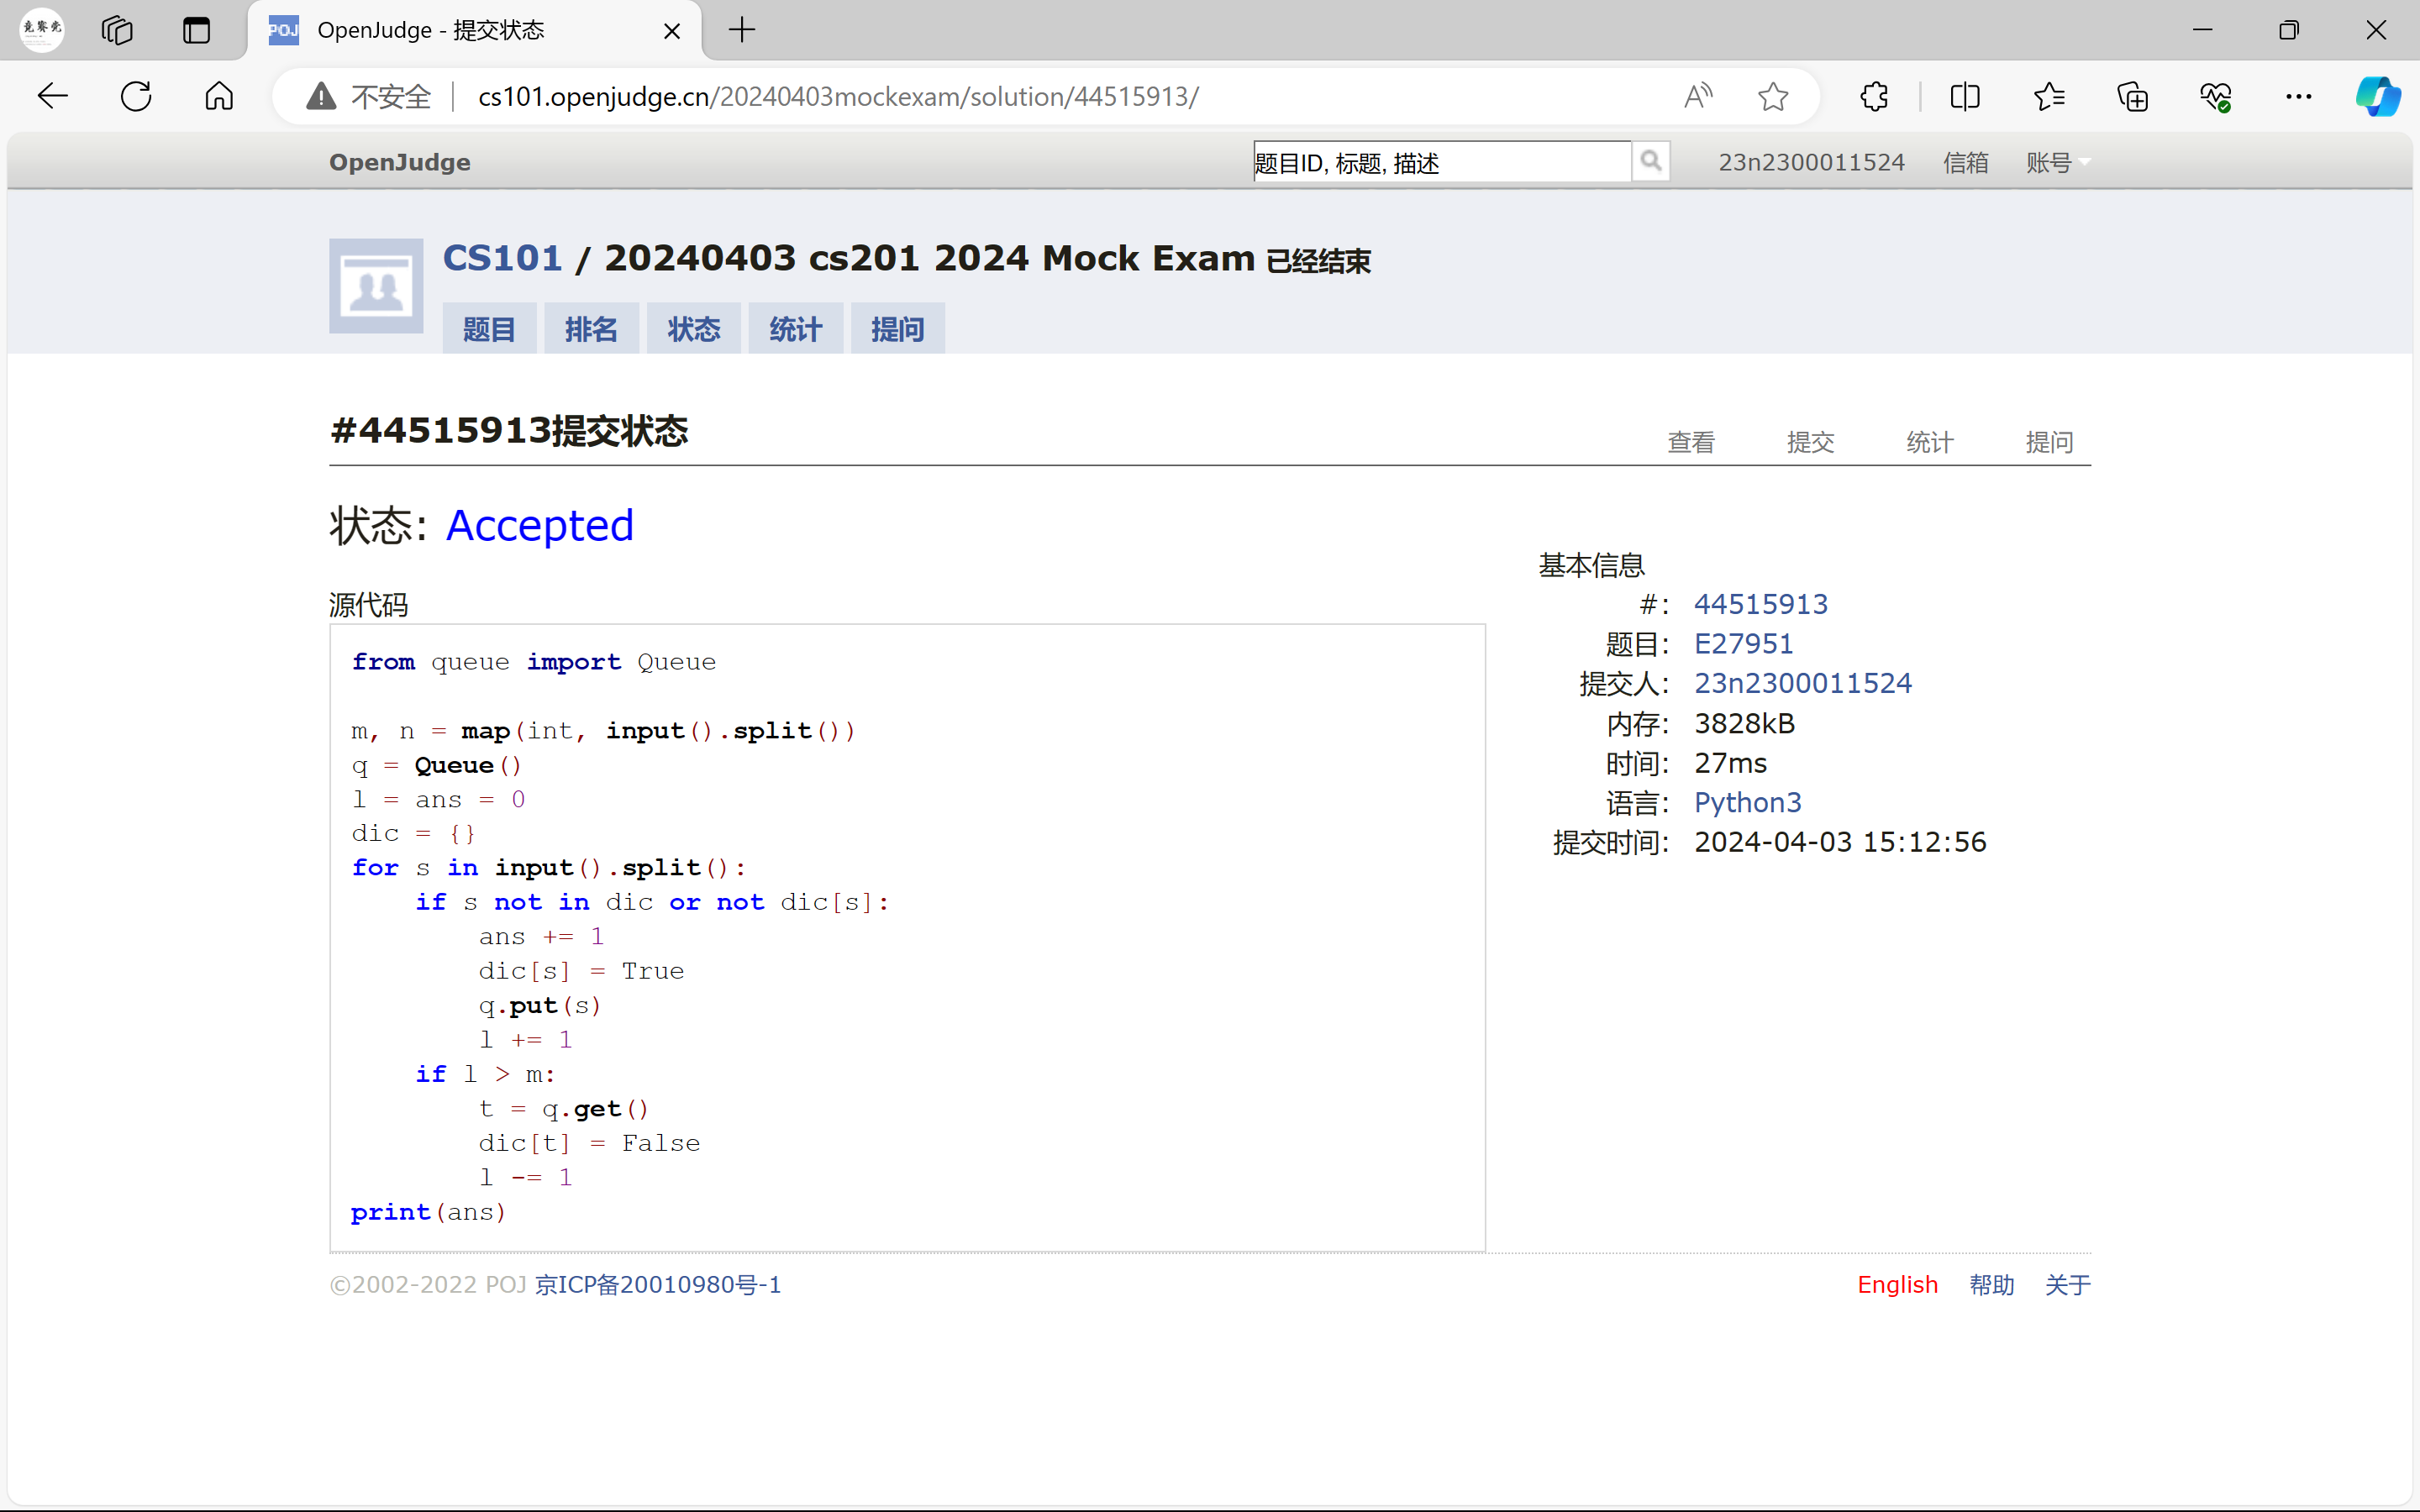 竞赛党
POJ OpenJudge - 提交状态
不安全 cs101.openjudge.cn/20240403mockexam/solution/44515913/
OpenJudge 题目ID, 标题, 描述 23n2300011524 信箱 账号
CS101 / 20240403 cs201 2024 Mock Exam 已经结束
题目 排名 状态 统计 提问
#44515913提交状态 查看 提交 统计 提问
状态: Accepted
源代码
from queue import Queue
m, n = map(int, input().split())
q = Queue()
l = ans = 0
dic = {}
for s in input().split():
    if s not in dic or not dic[s]:
        ans += 1
        dic[s] = True
        q.put(s)
        l += 1
    if l > m:
        t = q.get()
        dic[t] = False
        l -= 1
print(ans)
基本信息
#: 44515913
题目: E27951
提交人: 23n2300011524
内存: 3828kB
时间: 27ms
语言: Python3
提交时间: 2024-04-03 15:12:56
©2002-2022 POJ 京ICP备20010980号-1 English 帮助 关于